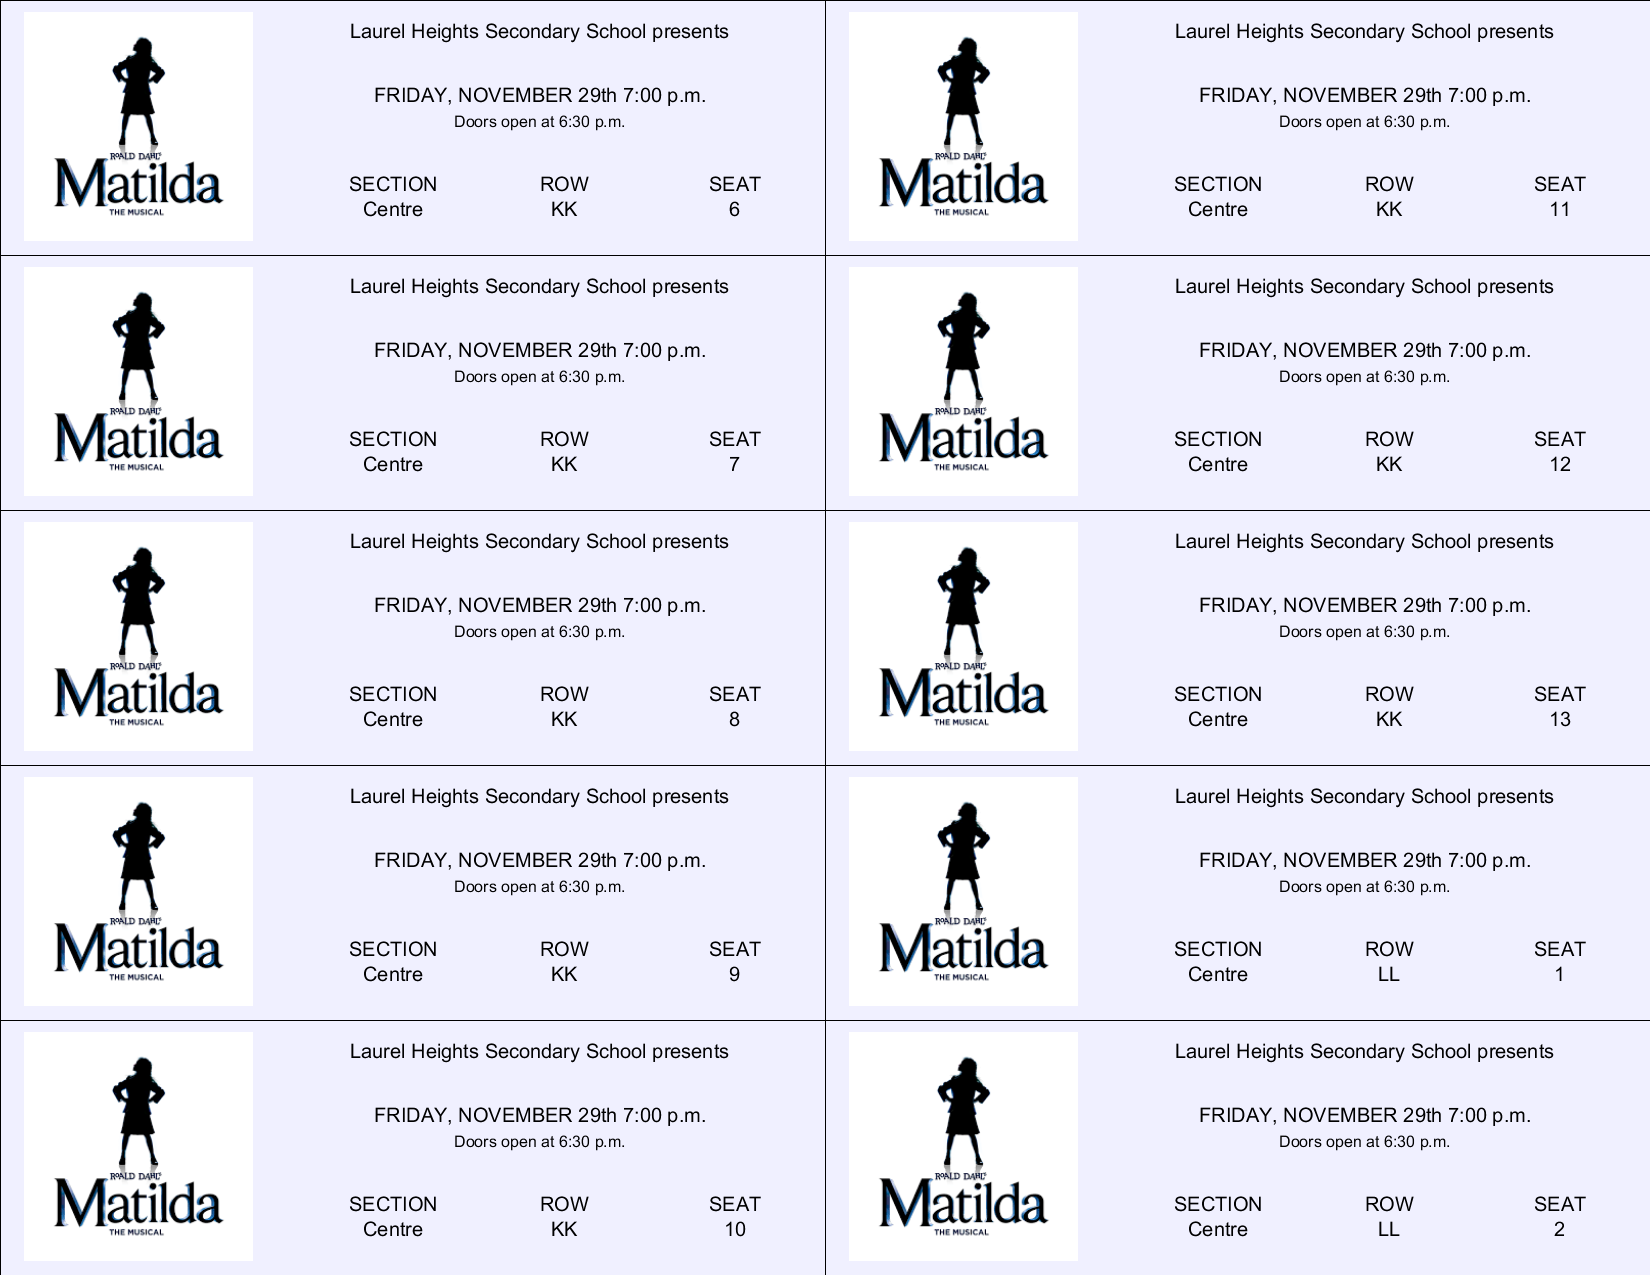 Laurel Heights Secondary School presents
FRIDAY, NOVEMBER 29th 7:00 p.m.
Doors open at 6:30 p.m.
ROALD DAHL'S
Matilda
THE MUSICAL
SECTION ROW SEAT
Centre KK 6
Laurel Heights Secondary School presents
FRIDAY, NOVEMBER 29th 7:00 p.m.
Doors open at 6:30 p.m.
ROALD DAHL'S
Matilda
THE MUSICAL
SECTION ROW SEAT
Centre KK 11
Laurel Heights Secondary School presents
FRIDAY, NOVEMBER 29th 7:00 p.m.
Doors open at 6:30 p.m.
ROALD DAHL'S
Matilda
THE MUSICAL
SECTION ROW SEAT
Centre KK 7
Laurel Heights Secondary School presents
FRIDAY, NOVEMBER 29th 7:00 p.m.
Doors open at 6:30 p.m.
ROALD DAHL'S
Matilda
THE MUSICAL
SECTION ROW SEAT
Centre KK 12
Laurel Heights Secondary School presents
FRIDAY, NOVEMBER 29th 7:00 p.m.
Doors open at 6:30 p.m.
ROALD DAHL'S
Matilda
THE MUSICAL
SECTION ROW SEAT
Centre KK 8
Laurel Heights Secondary School presents
FRIDAY, NOVEMBER 29th 7:00 p.m.
Doors open at 6:30 p.m.
ROALD DAHL'S
Matilda
THE MUSICAL
SECTION ROW SEAT
Centre KK 13
Laurel Heights Secondary School presents
FRIDAY, NOVEMBER 29th 7:00 p.m.
Doors open at 6:30 p.m.
ROALD DAHL'S
Matilda
THE MUSICAL
SECTION ROW SEAT
Centre KK 9
Laurel Heights Secondary School presents
FRIDAY, NOVEMBER 29th 7:00 p.m.
Doors open at 6:30 p.m.
ROALD DAHL'S
Matilda
THE MUSICAL
SECTION ROW SEAT
Centre LL 1
Laurel Heights Secondary School presents
FRIDAY, NOVEMBER 29th 7:00 p.m.
Doors open at 6:30 p.m.
ROALD DAHL'S
Matilda
THE MUSICAL
SECTION ROW SEAT
Centre KK 10
Laurel Heights Secondary School presents
FRIDAY, NOVEMBER 29th 7:00 p.m.
Doors open at 6:30 p.m.
ROALD DAHL'S
Matilda
THE MUSICAL
SECTION ROW SEAT
Centre LL 2